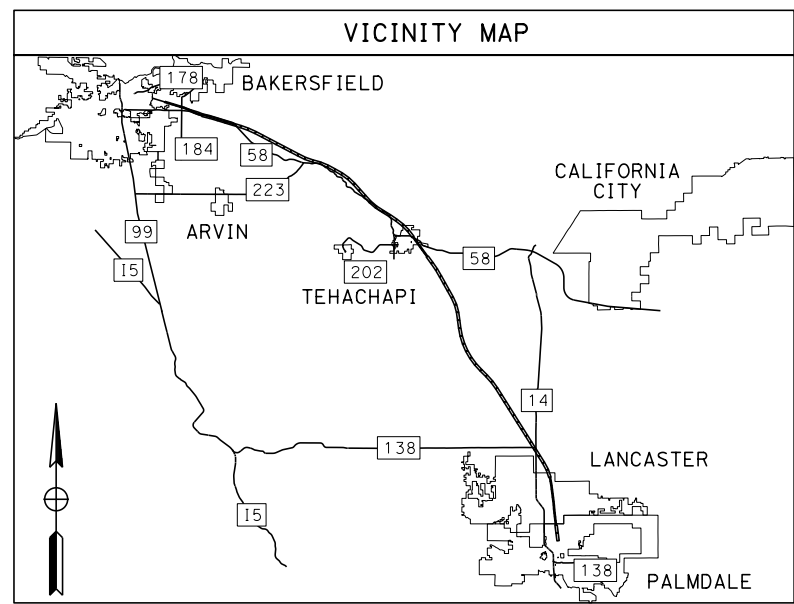 VICINITY MAP
178
BAKERSFIELD
184
58
223
CALIFORNIA
CITY
99
ARVIN
I5
202
58
TEHACHAPI
14
138
LANCASTER
I5
138
PALMDALE